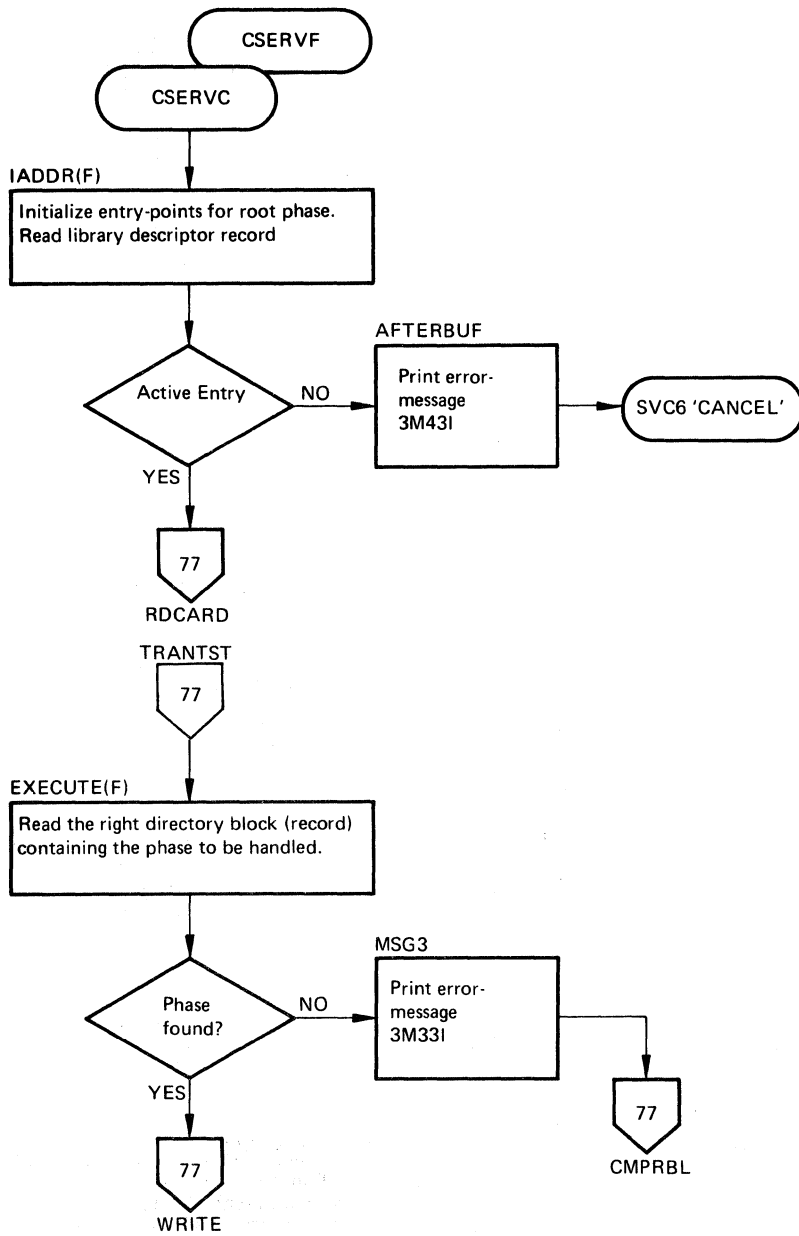 CSERVF
CSERVC
IADDR(F)
Initialize entry-points for root phase.
Read library descriptor record
Active Entry
NO
YES
AFTERBUF
Print error-
message
3M43I
SVC6 'CANCEL'
77
RDCARD
TRANTST
77
EXECUTE(F)
Read the right directory block (record)
containing the phase to be handled.
Phase
found?
NO
YES
MSG3
Print error-
message
3M33I
77
CMPRBL
77
WRITE